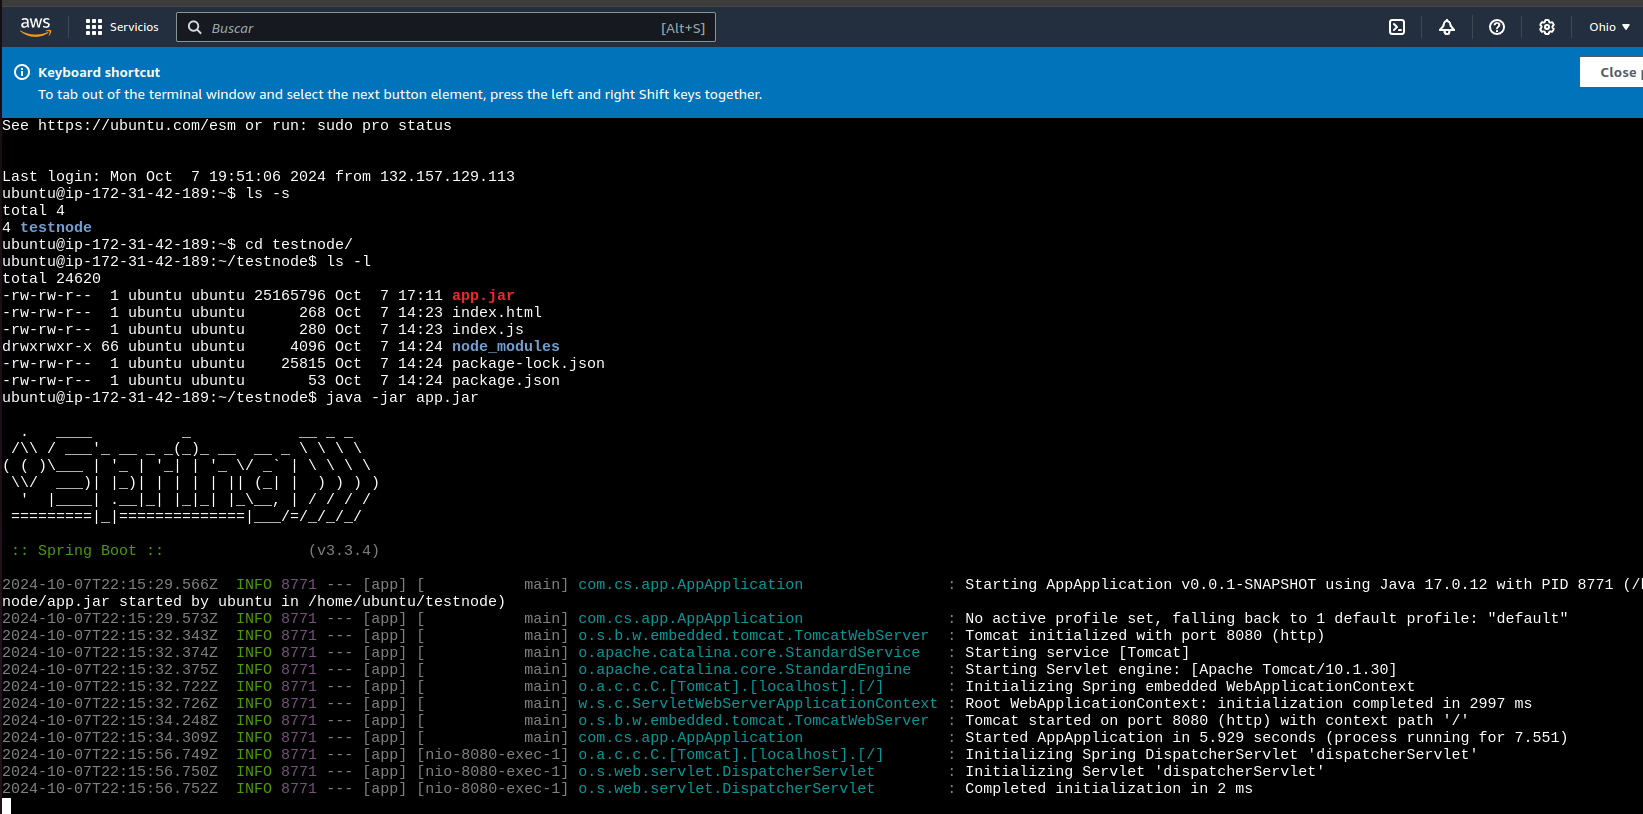 aws Servicios Buscar [Alt+S] Ohio
Keyboard shortcut
To tab out of the terminal window and select the next button element, press the left and right Shift keys together.
Close
See https://ubuntu.com/esm or run: sudo pro status
Last login: Mon Oct  7 19:51:06 2024 from 132.157.129.113
ubuntu@ip-172-31-42-189:~$ ls -s
total 4
4 testnode
ubuntu@ip-172-31-42-189:~$ cd testnode/
ubuntu@ip-172-31-42-189:~/testnode$ ls -l
total 24620
-rw-rw-r--  1 ubuntu ubuntu 25165796 Oct  7 17:11 app.jar
-rw-rw-r--  1 ubuntu ubuntu      268 Oct  7 14:23 index.html
-rw-rw-r--  1 ubuntu ubuntu      280 Oct  7 14:23 index.js
drwxrwxr-x 66 ubuntu ubuntu     4096 Oct  7 14:24 node_modules
-rw-rw-r--  1 ubuntu ubuntu    25815 Oct  7 14:24 package-lock.json
-rw-rw-r--  1 ubuntu ubuntu       53 Oct  7 14:24 package.json
ubuntu@ip-172-31-42-189:~/testnode$ java -jar app.jar
  .   ____          _            __ _ _
 /\\ / ___'_ __ _ _(_)_ __  __ _ \ \ \ \
( ( )\___ | '_ | '_| | '_ \/ _` | \ \ \ \
 \\/  ___)| |_)| | | | | || (_| |  ) ) ) )
  '  |____| .__|_| |_|_| |_\__, | / / / /
 =========|_|==============|___/=/_/_/_/
 :: Spring Boot ::                (v3.3.4)
2024-10-07T22:15:29.566Z  INFO 8771 --- [app] [           main] com.cs.app.AppApplication                : Starting AppApplication v0.0.1-SNAPSHOT using Java 17.0.12 with PID 8771 (/
node/app.jar started by ubuntu in /home/ubuntu/testnode)
2024-10-07T22:15:29.573Z  INFO 8771 --- [app] [           main] com.cs.app.AppApplication                : No active profile set, falling back to 1 default profile: "default"
2024-10-07T22:15:32.343Z  INFO 8771 --- [app] [           main] o.s.b.w.embedded.tomcat.TomcatWebServer  : Tomcat initialized with port 8080 (http)
2024-10-07T22:15:32.374Z  INFO 8771 --- [app] [           main] o.apache.catalina.core.StandardService   : Starting service [Tomcat]
2024-10-07T22:15:32.375Z  INFO 8771 --- [app] [           main] o.apache.catalina.core.StandardEngine    : Starting Servlet engine: [Apache Tomcat/10.1.30]
2024-10-07T22:15:32.722Z  INFO 8771 --- [app] [           main] o.a.c.c.C.[Tomcat].[localhost].[/]       : Initializing Spring embedded WebApplicationContext
2024-10-07T22:15:32.726Z  INFO 8771 --- [app] [           main] w.s.c.ServletWebServerApplicationContext : Root WebApplicationContext: initialization completed in 2997 ms
2024-10-07T22:15:34.248Z  INFO 8771 --- [app] [           main] o.s.b.w.embedded.tomcat.TomcatWebServer  : Tomcat started on port 8080 (http) with context path '/'
2024-10-07T22:15:34.309Z  INFO 8771 --- [app] [           main] com.cs.app.AppApplication                : Started AppApplication in 5.929 seconds (process running for 7.551)
2024-10-07T22:15:56.749Z  INFO 8771 --- [app] [nio-8080-exec-1] o.a.c.c.C.[Tomcat].[localhost].[/]       : Initializing Spring DispatcherServlet 'dispatcherServlet'
2024-10-07T22:15:56.750Z  INFO 8771 --- [app] [nio-8080-exec-1] o.s.web.servlet.DispatcherServlet        : Initializing Servlet 'dispatcherServlet'
2024-10-07T22:15:56.752Z  INFO 8771 --- [app] [nio-8080-exec-1] o.s.web.servlet.DispatcherServlet        : Completed initialization in 2 ms